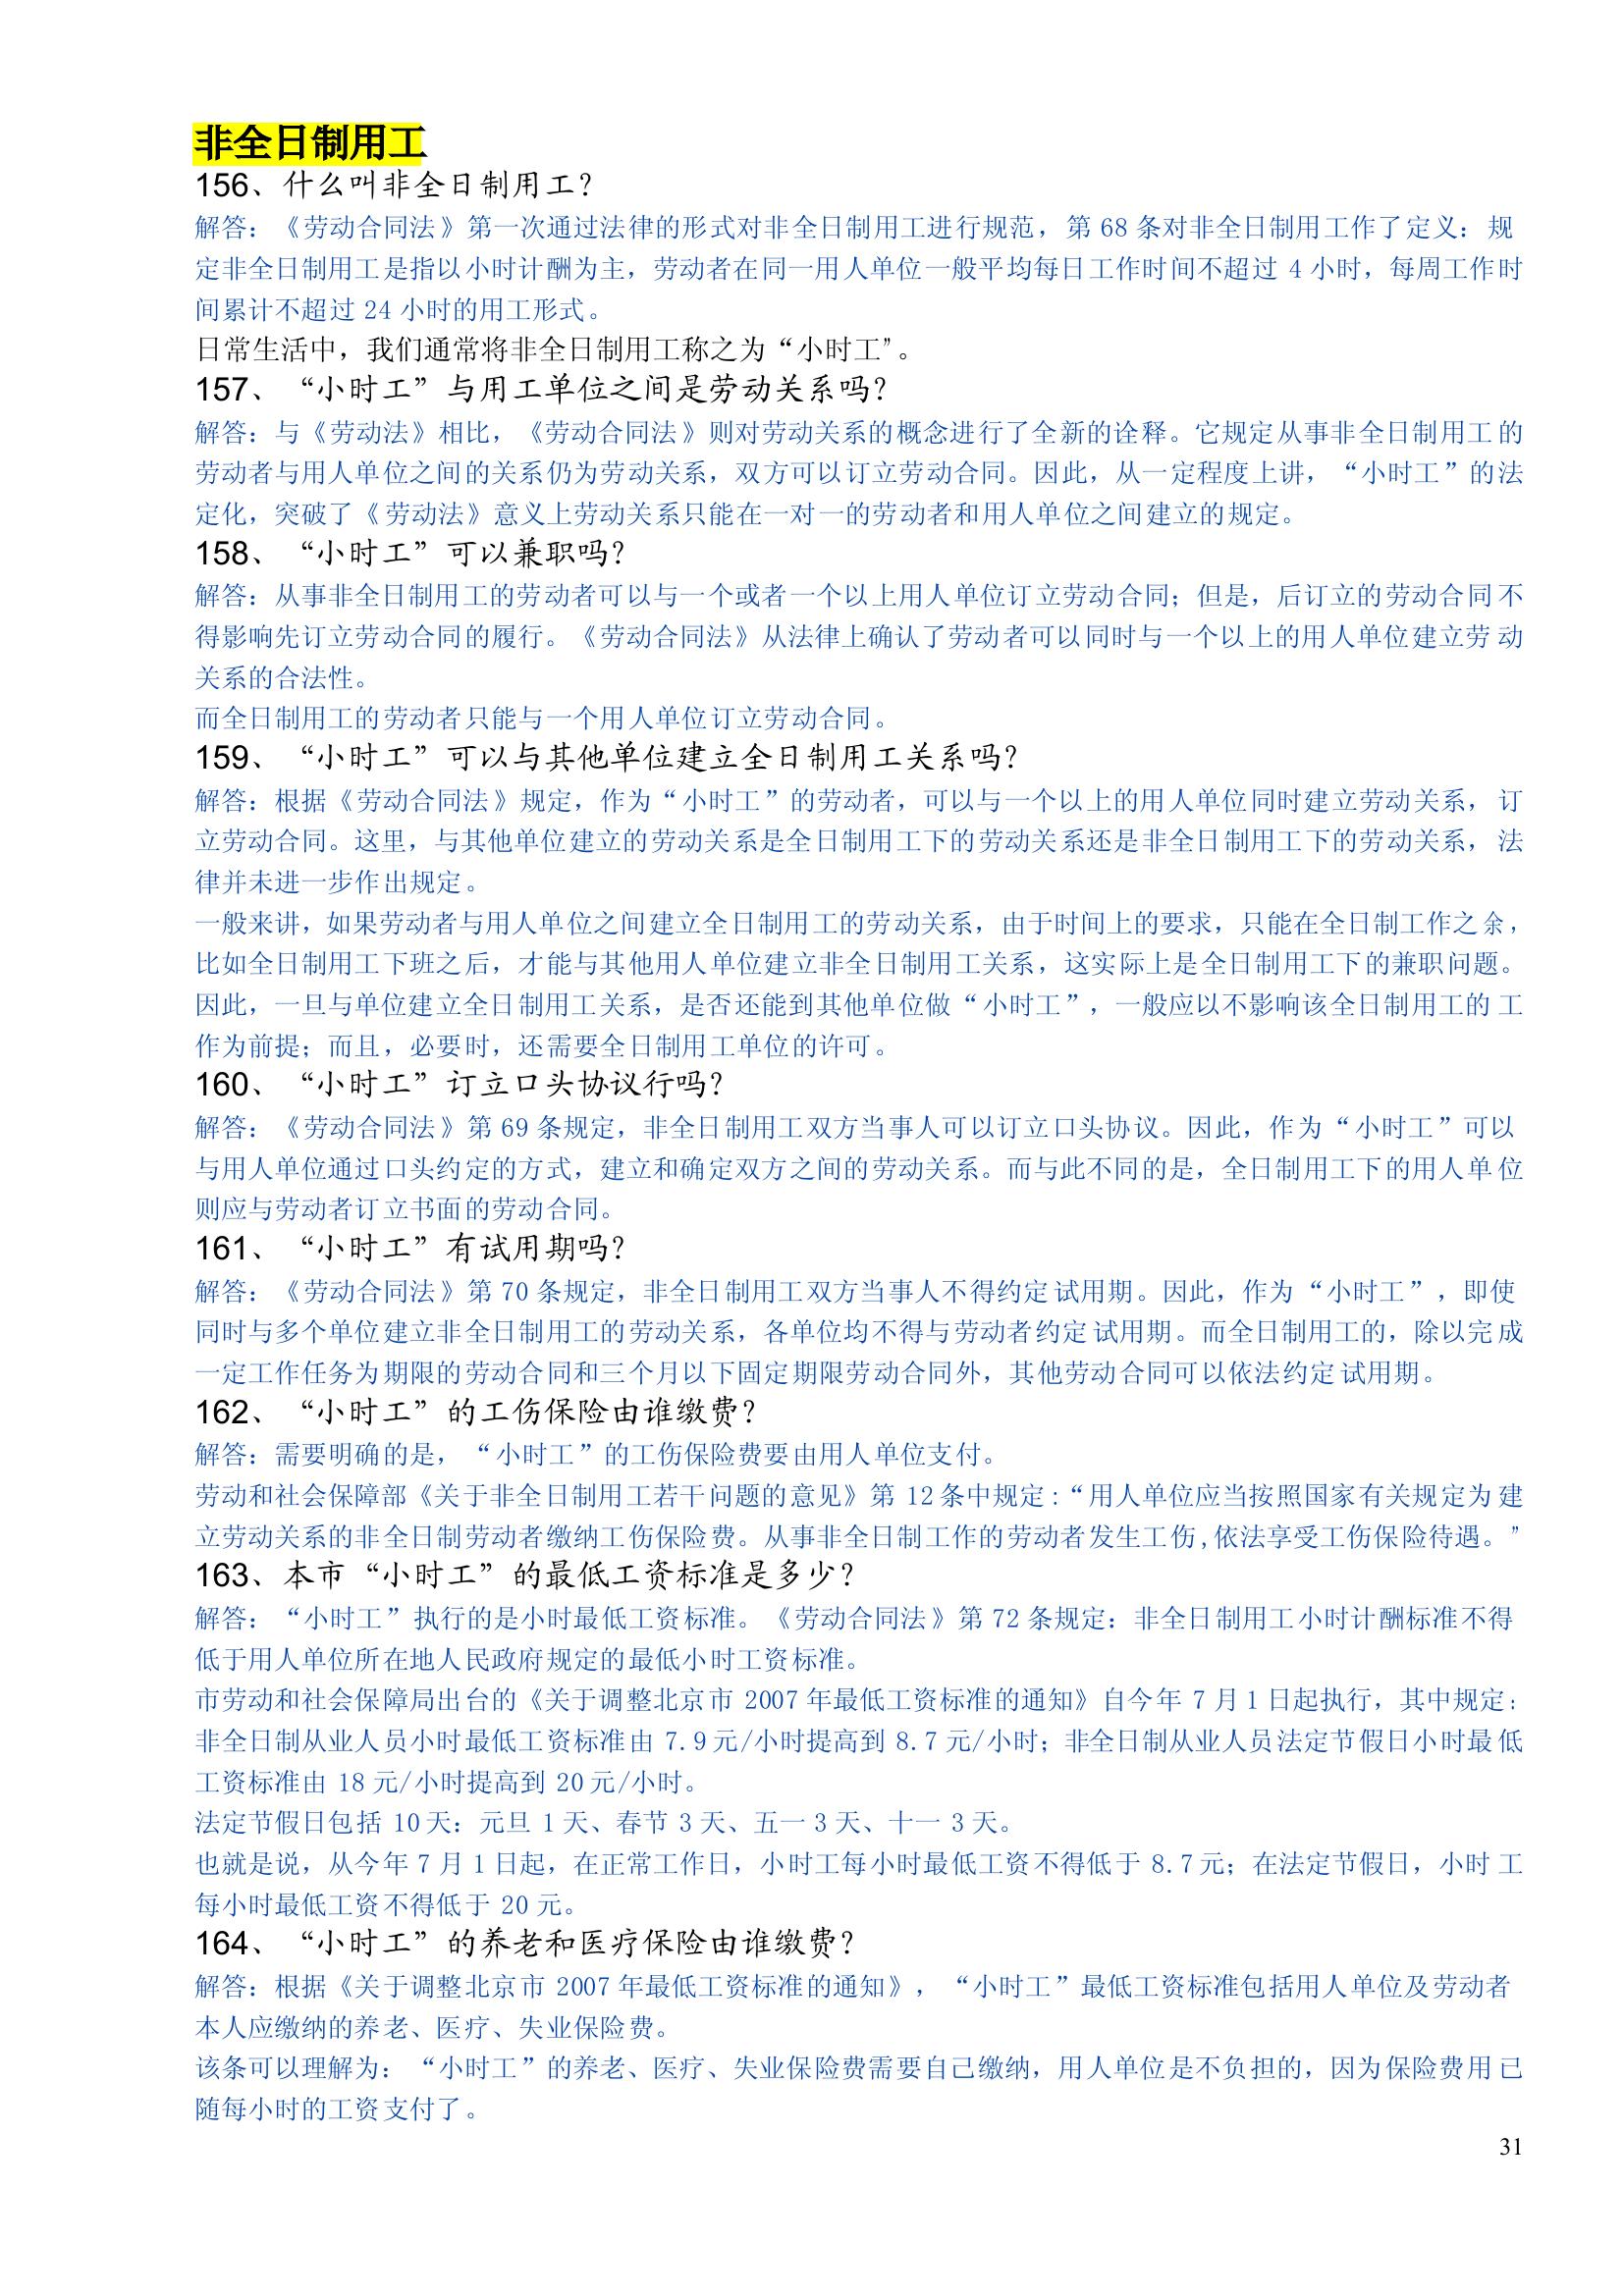 非全日制用工
156、什么叫非全日制用工？
解答：《劳动合同法》第一次通过法律的形式对非全日制用工进行规范，第 68 条对非全日制用工作了定义：规
定非全日制用工是指以小时计酬为主，劳动者在同一用人单位一般平均每日工作时间不超过 4 小时，每周工作时
间累计不超过 24 小时的用工形式。
日常生活中，我们通常将非全日制用工称之为“小时工”。
157、“小时工”与用工单位之间是劳动关系吗？
解答：与《劳动法》相比，《劳动合同法》则对劳动关系的概念进行了全新的诠释。它规定从事非全日制用工的
劳动者与用人单位之间的关系仍为劳动关系，双方可以订立劳动合同。因此，从一定程度上讲，“小时工”的法
定化，突破了《劳动法》意义上劳动关系只能在一对一的劳动者和用人单位之间建立的规定。
158、“小时工”可以兼职吗？
解答：从事非全日制用工的劳动者可以与一个或者一个以上用人单位订立劳动合同；但是，后订立的劳动合同不
得影响先订立劳动合同的履行。《劳动合同法》从法律上确认了劳动者可以同时与一个以上的用人单位建立劳动
关系的合法性。
而全日制用工的劳动者只能与一个用人单位订立劳动合同。
159、“小时工”可以与其他单位建立全日制用工关系吗？
解答：根据《劳动合同法》规定，作为“小时工”的劳动者，可以与一个以上的用人单位同时建立劳动关系，订
立劳动合同。这里，与其他单位建立的劳动关系是全日制用工下的劳动关系还是非全日制用工下的劳动关系，法
律并未进一步作出规定。
一般来讲，如果劳动者与用人单位之间建立全日制用工的劳动关系，由于时间上的要求，只能在全日制工作之余，
比如全日制用工下班之后，才能与其他用人单位建立非全日制用工关系，这实际上是全日制用工下的兼职问题。
因此，一旦与单位建立全日制用工关系，是否还能到其他单位做“小时工”，一般应以不影响该全日制用工的工
作为前提；而且，必要时，还需要全日制用工单位的许可。
160、“小时工”订立口头协议行吗？
解答：《劳动合同法》第 69 条规定，非全日制用工双方当事人可以订立口头协议。因此，作为“小时工”可以
与用人单位通过口头约定的方式，建立和确定双方之间的劳动关系。而与此不同的是，全日制用工下的用人单位
则应与劳动者订立书面的劳动合同。
161、“小时工”有试用期吗？
解答：《劳动合同法》第 70 条规定，非全日制用工双方当事人不得约定试用期。因此，作为“小时工”，即使
同时与多个单位建立非全日制用工的劳动关系，各单位均不得与劳动者约定试用期。而全日制用工的，除以完成
一定工作任务为期限的劳动合同和三个月以下固定期限劳动合同外，其他劳动合同可以依法约定试用期。
162、“小时工”的工伤保险由谁缴费？
解答：需要明确的是，“小时工”的工伤保险费要由用人单位支付。
劳动和社会保障部《关于非全日制用工若干问题的意见》第 12 条中规定:“用人单位应当按照国家有关规定为建
立劳动关系的非全日制劳动者缴纳工伤保险费。从事非全日制工作的劳动者发生工伤,依法享受工伤保险待遇。”
163、本市“小时工”的最低工资标准是多少？
解答：“小时工”执行的是小时最低工资标准。《劳动合同法》第 72 条规定：非全日制用工小时计酬标准不得
低于用人单位所在地人民政府规定的最低小时工资标准。
市劳动和社会保障局出台的《关于调整北京市 2007 年最低工资标准的通知》自今年 7 月 1 日起执行，其中规定：
非全日制从业人员小时最低工资标准由 7.9 元/小时提高到 8.7 元/小时；非全日制从业人员法定节假日小时最低
工资标准由 18 元/小时提高到 20 元/小时。
法定节假日包括 10 天：元旦 1 天、春节 3 天、五一 3 天、十一 3 天。
也就是说，从今年 7 月 1 日起，在正常工作日，小时工每小时最低工资不得低于 8.7 元；在法定节假日，小时工
每小时最低工资不得低于 20 元。
164、“小时工”的养老和医疗保险由谁缴费？
解答：根据《关于调整北京市 2007 年最低工资标准的通知》，“小时工”最低工资标准包括用人单位及劳动者
本人应缴纳的养老、医疗、失业保险费。
该条可以理解为：“小时工”的养老、医疗、失业保险费需要自己缴纳，用人单位是不负担的，因为保险费用已
随每小时的工资支付了。
31